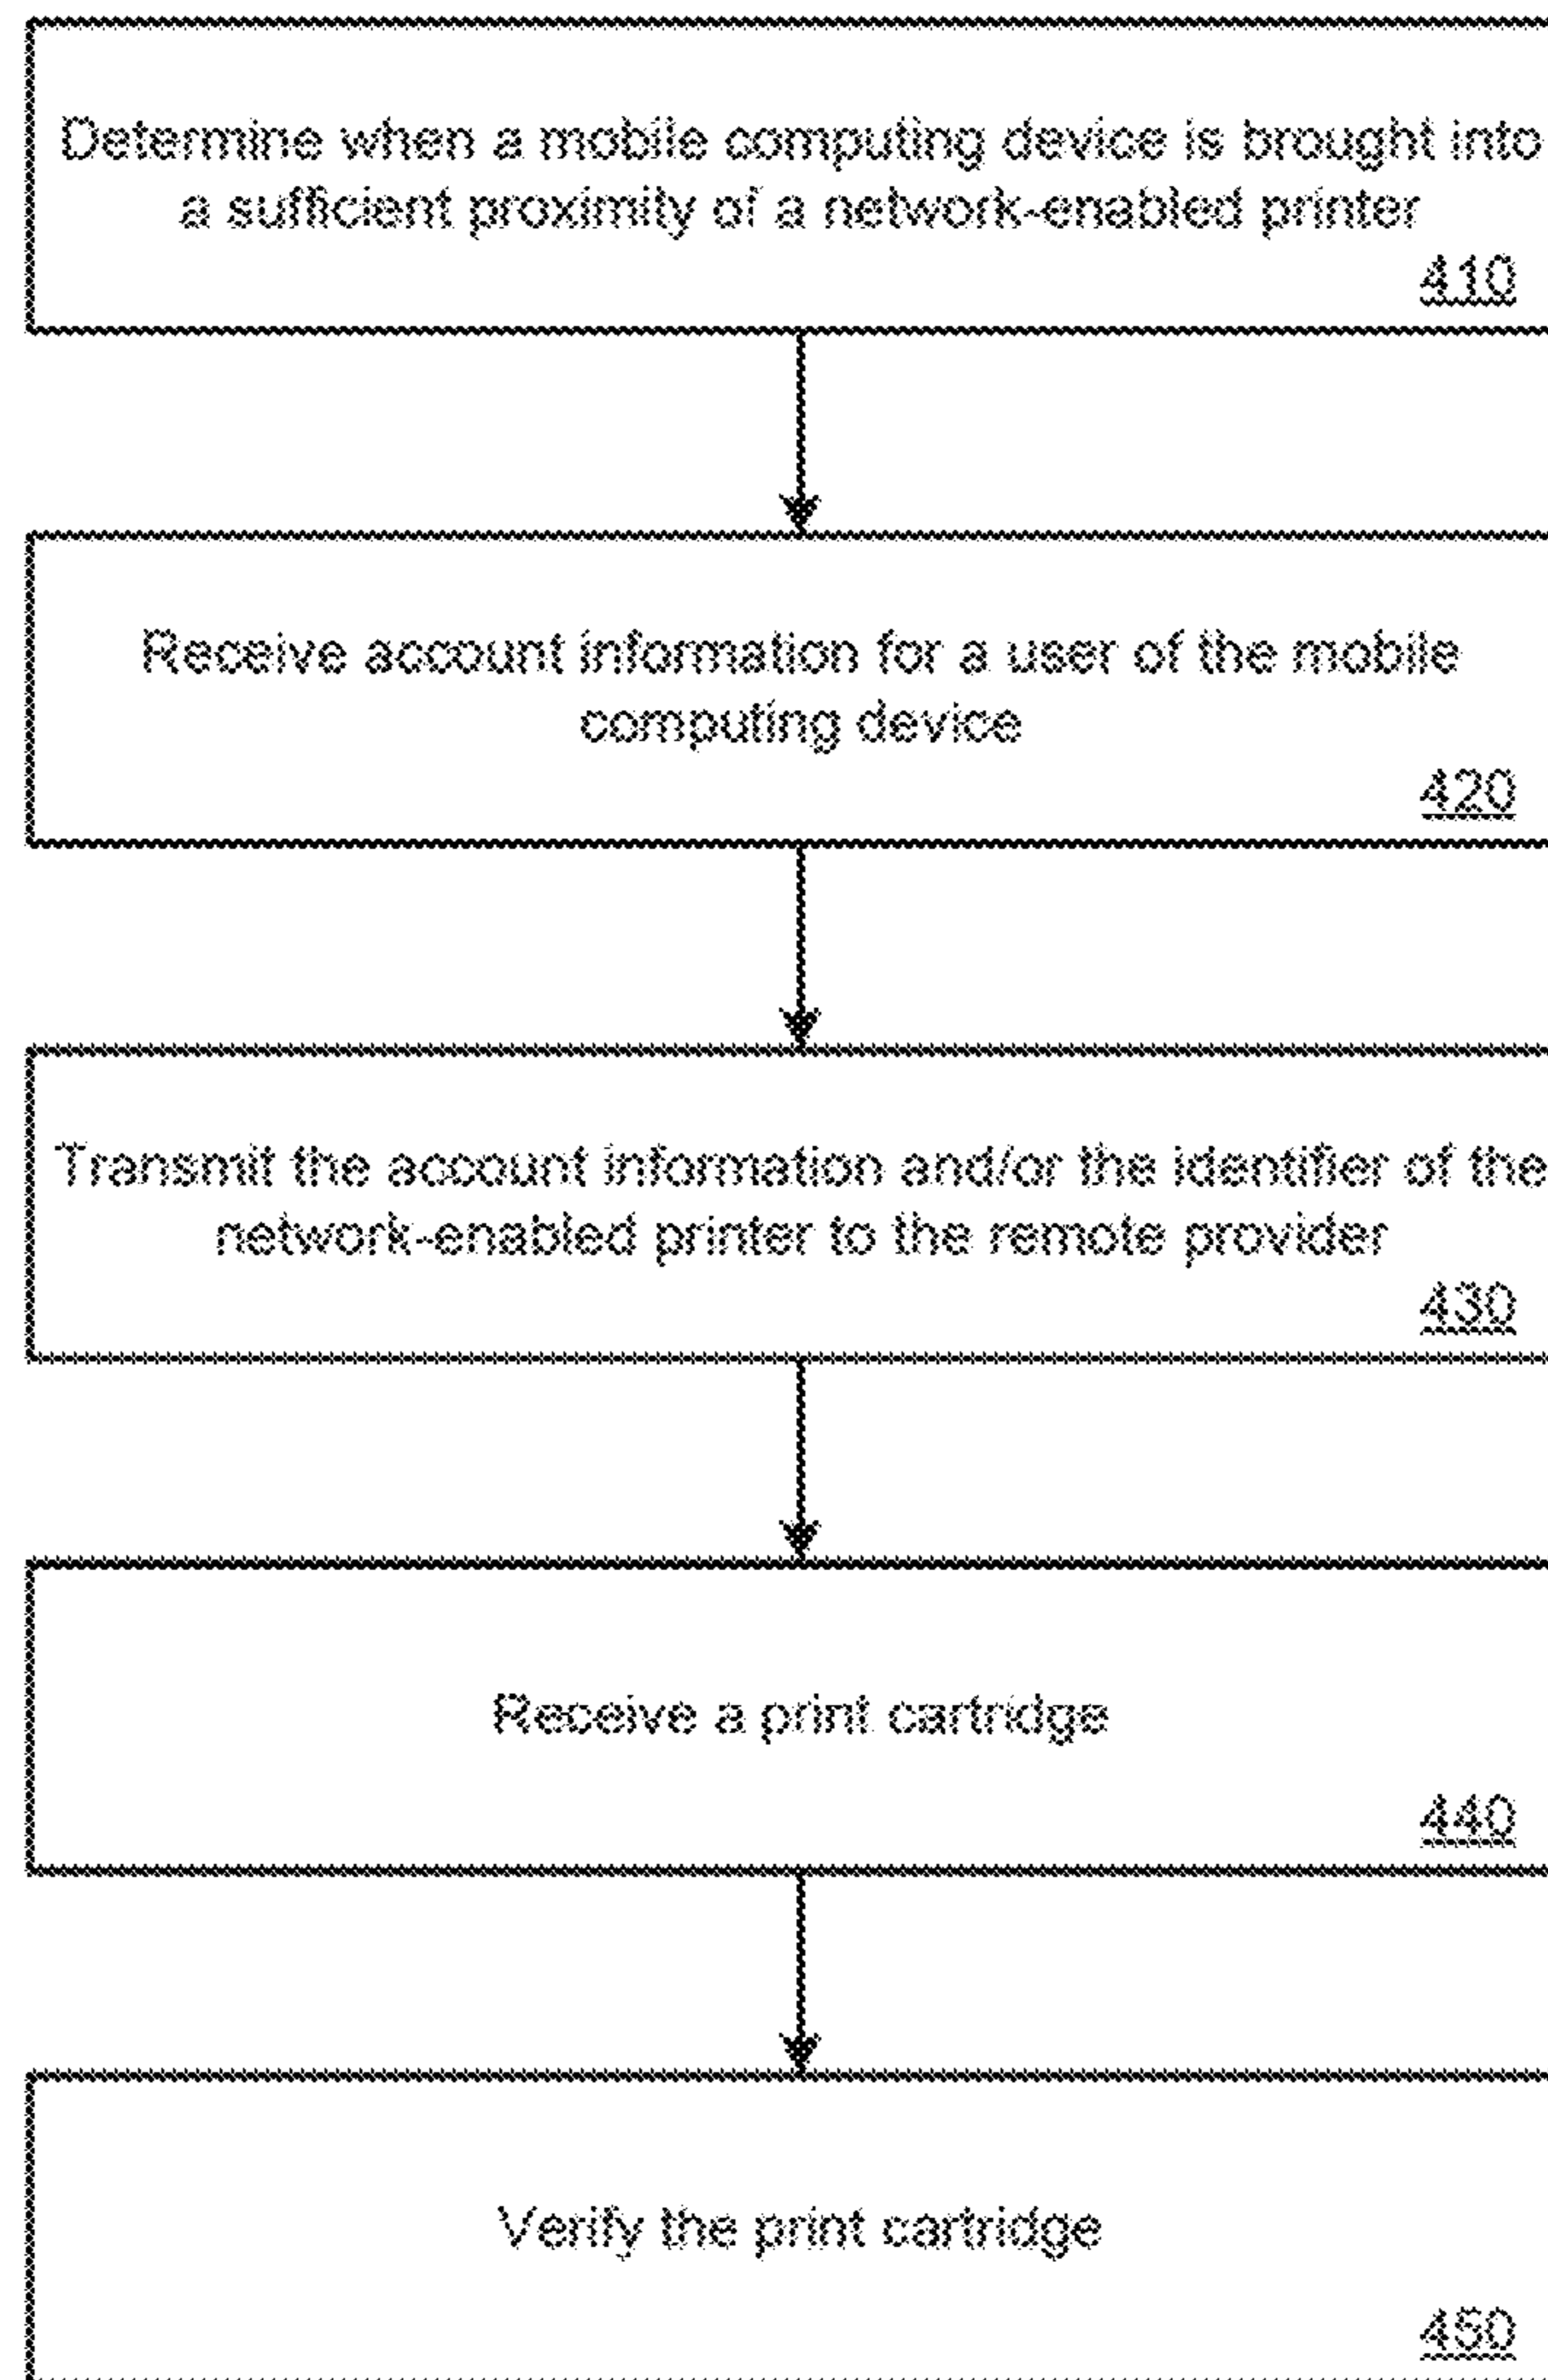 Determine when a mobile computing device is brought into
a sufficient proximity of a network-enabled printer
410
Receive account information for a user of the mobile
computing device
420
Transmit the account information and/or the identifier of the
network-enabled printer to the remote provider
430
Receive a print cartridge
440
Verify the print cartridge
450